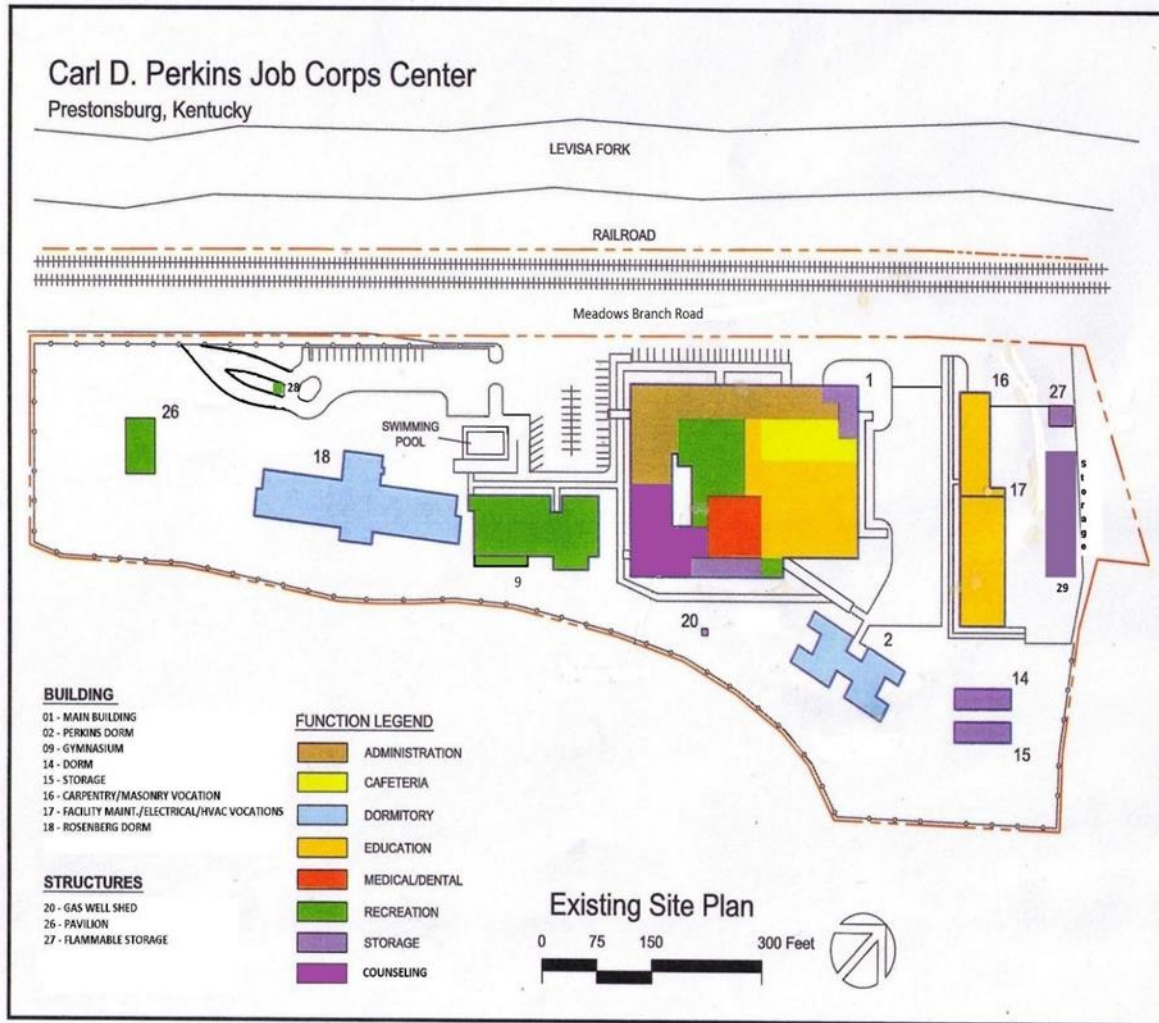 Carl D. Perkins Job Corps Center
Prestonsburg, Kentucky
LEVISA FORK
RAILROAD
Meadows Branch Road
28
26
18
SWIMMING
POOL
9
1
16
27
17
Storage
29
20
2
14
15
BUILDING
01 - MAIN BUILDING
02 - PERKINS DORM
09 - GYMNASIUM
14 - DORM
15 - STORAGE
16 - CARPENTRY/MASONRY VOCATION
17 - FACILITY MAINT./ELECTRICAL/HVAC VOCATIONS
18 - ROSENBERG DORM
STRUCTURES
20 - GAS WELL SHED
26 - PAVILION
27 - FLAMMABLE STORAGE
FUNCTION LEGEND
ADMINISTRATION
CAFETERIA
DORMITORY
EDUCATION
MEDICAL/DENTAL
RECREATION
STORAGE
COUNSELING
Existing Site Plan
0 75 150 300 Feet